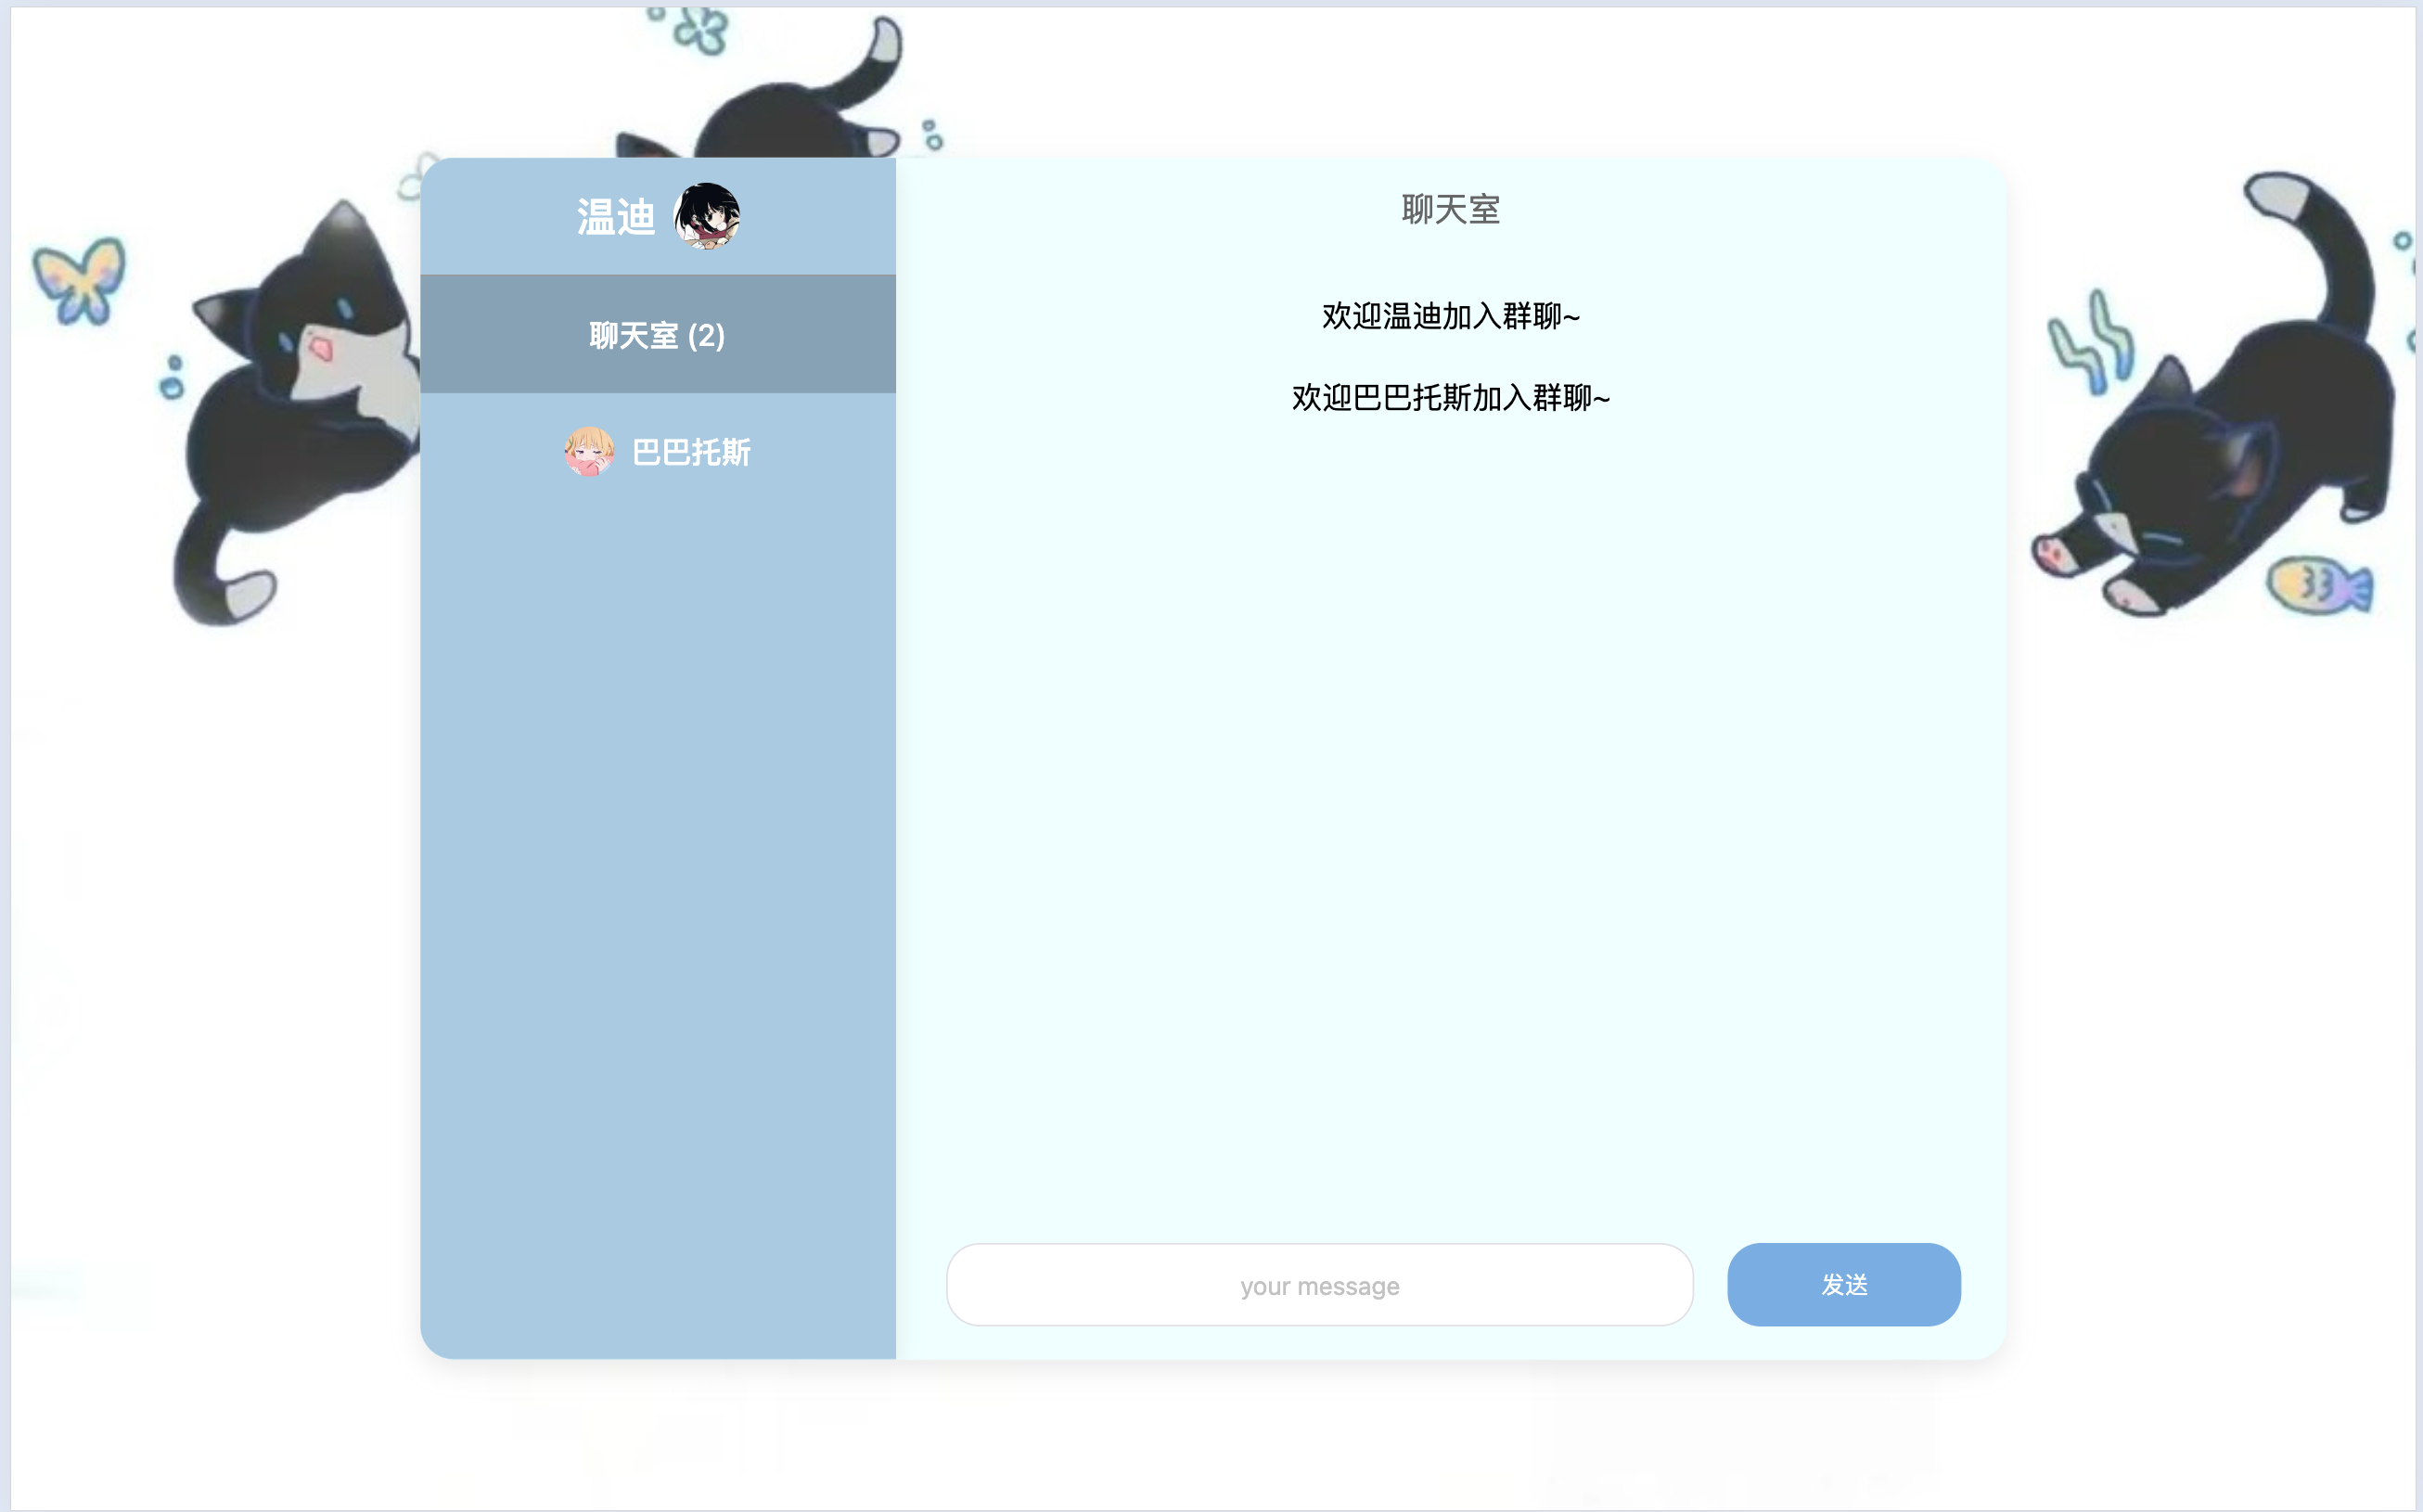 温迪
聊天室 (2)
巴巴托斯
聊天室
欢迎温迪加入群聊~
欢迎巴巴托斯加入群聊~
your message
发送